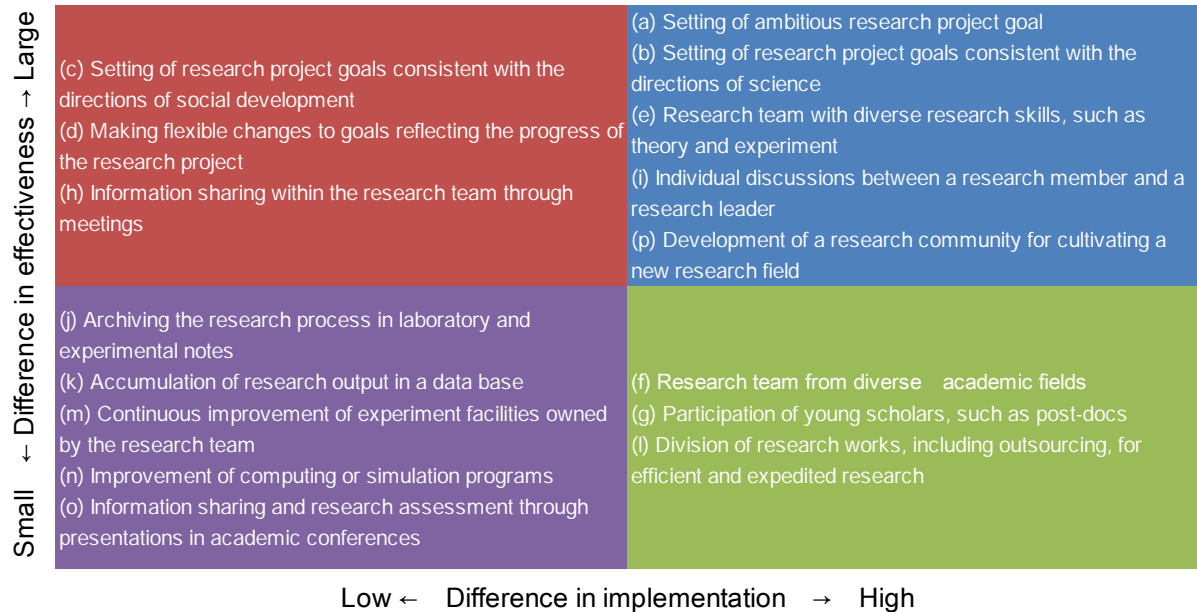 Small ← Difference in effectiveness → Large
(c) Setting of research project goals consistent with the
directions of social development
(d) Making flexible changes to goals reflecting the progress of
the research project
(h) Information sharing within the research team through
meetings
(a) Setting of ambitious research project goal
(b) Setting of research project goals consistent with the
directions of science
(e) Research team with diverse research skills, such as
theory and experiment
(i) Individual discussions between a research member and a
research leader
(p) Development of a research community for cultivating a
new research field
(j) Archiving the research process in laboratory and
experimental notes
(k) Accumulation of research output in a data base
(m) Continuous improvement of experiment facilities owned
by the research team
(n) Improvement of computing or simulation programs
(o) Information sharing and research assessment through
presentations in academic conferences
(f) Research team from diverse academic fields
(g) Participation of young scholars, such as post-docs
(l) Division of research works, including outsourcing, for
efficient and expedited research
Low ← Difference in implementation → High